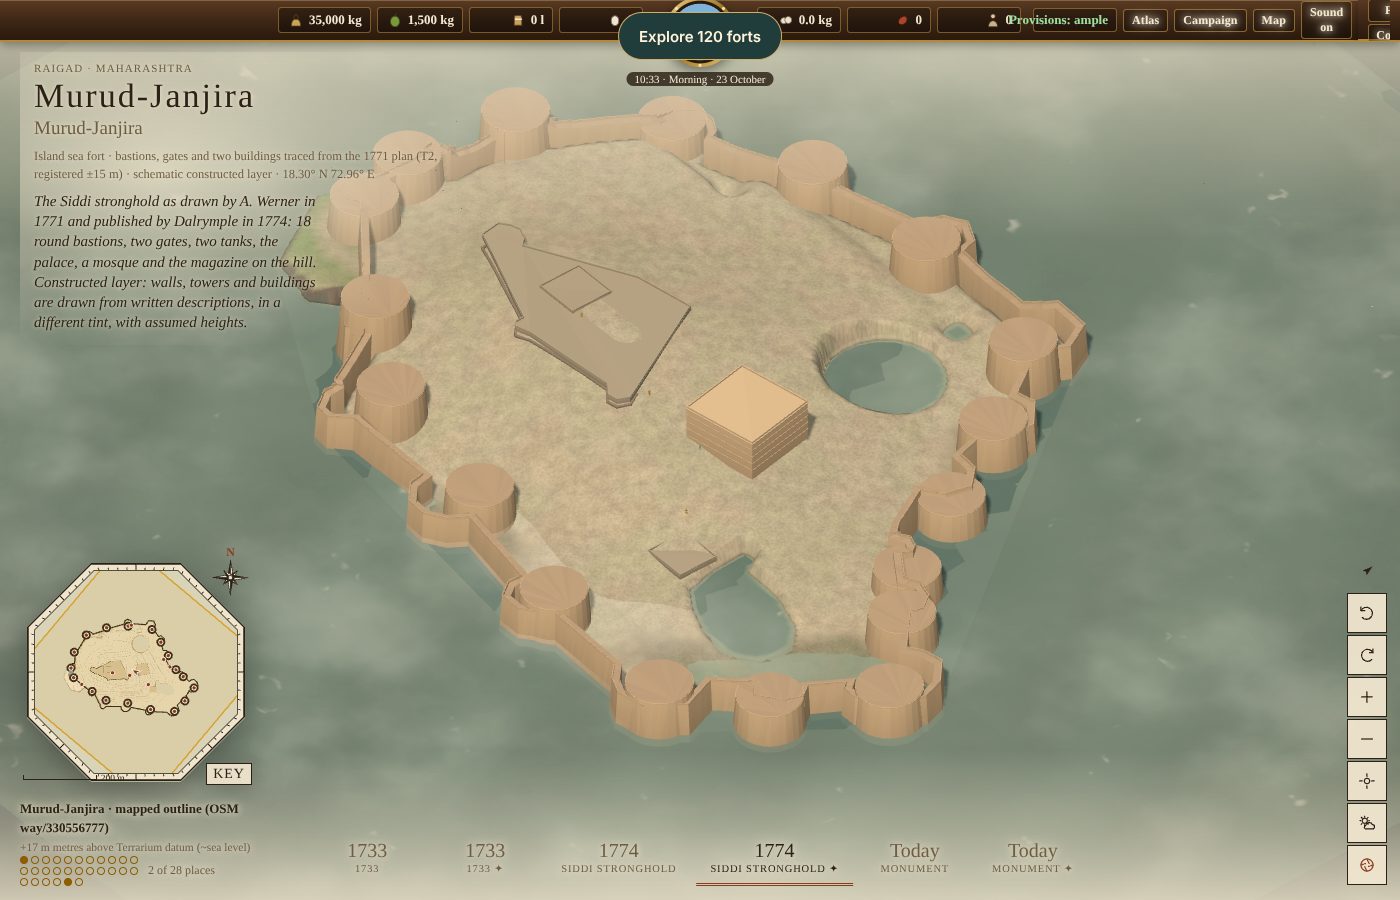 35,000 kg
1,500 kg
0 l
0.0 kg
0
0
Provisions: ample
Atlas
Campaign
Map
Sound
on
Explore 120 forts
10:33 · Morning · 23 October
RAIGAD · MAHARASHTRA
Murud-Janjira
Murud-Janjira
Island sea fort · bastions, gates and two buildings traced from the 1771 plan (T2,
registered ±15 m) · schematic constructed layer · 18.30° N 72.96° E
The Siddi stronghold as drawn by A. Werner in
1771 and published by Dalrymple in 1774: 18
round bastions, two gates, two tanks, the
palace, a mosque and the magazine on the hill.
Constructed layer: walls, towers and buildings
are drawn from written descriptions, in a
different tint, with assumed heights.
N
200 m
KEY
Murud-Janjira · mapped outline (OSM
way/330556777)
+17 m metres above Terrarium datum (~sea level)
2 of 28 places
1733
1733
1733
1733 ✦
1774
SIDDI STRONGHOLD
1774
SIDDI STRONGHOLD ✦
Today
MONUMENT
Today
MONUMENT ✦